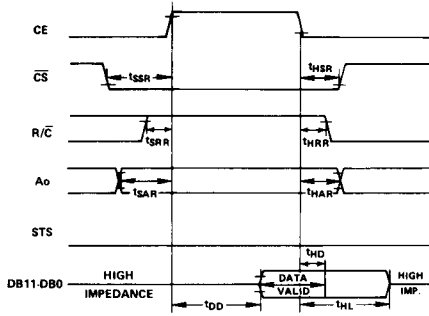 CE
CS
tSSR
tHSR
R/C
tSRR
tHRR
Ao
tSAR
tHAR
STS
tHD
DB11-DB0
HIGH
IMPEDANCE
DATA
VALID
HIGH
IMP.
tDD
tHL